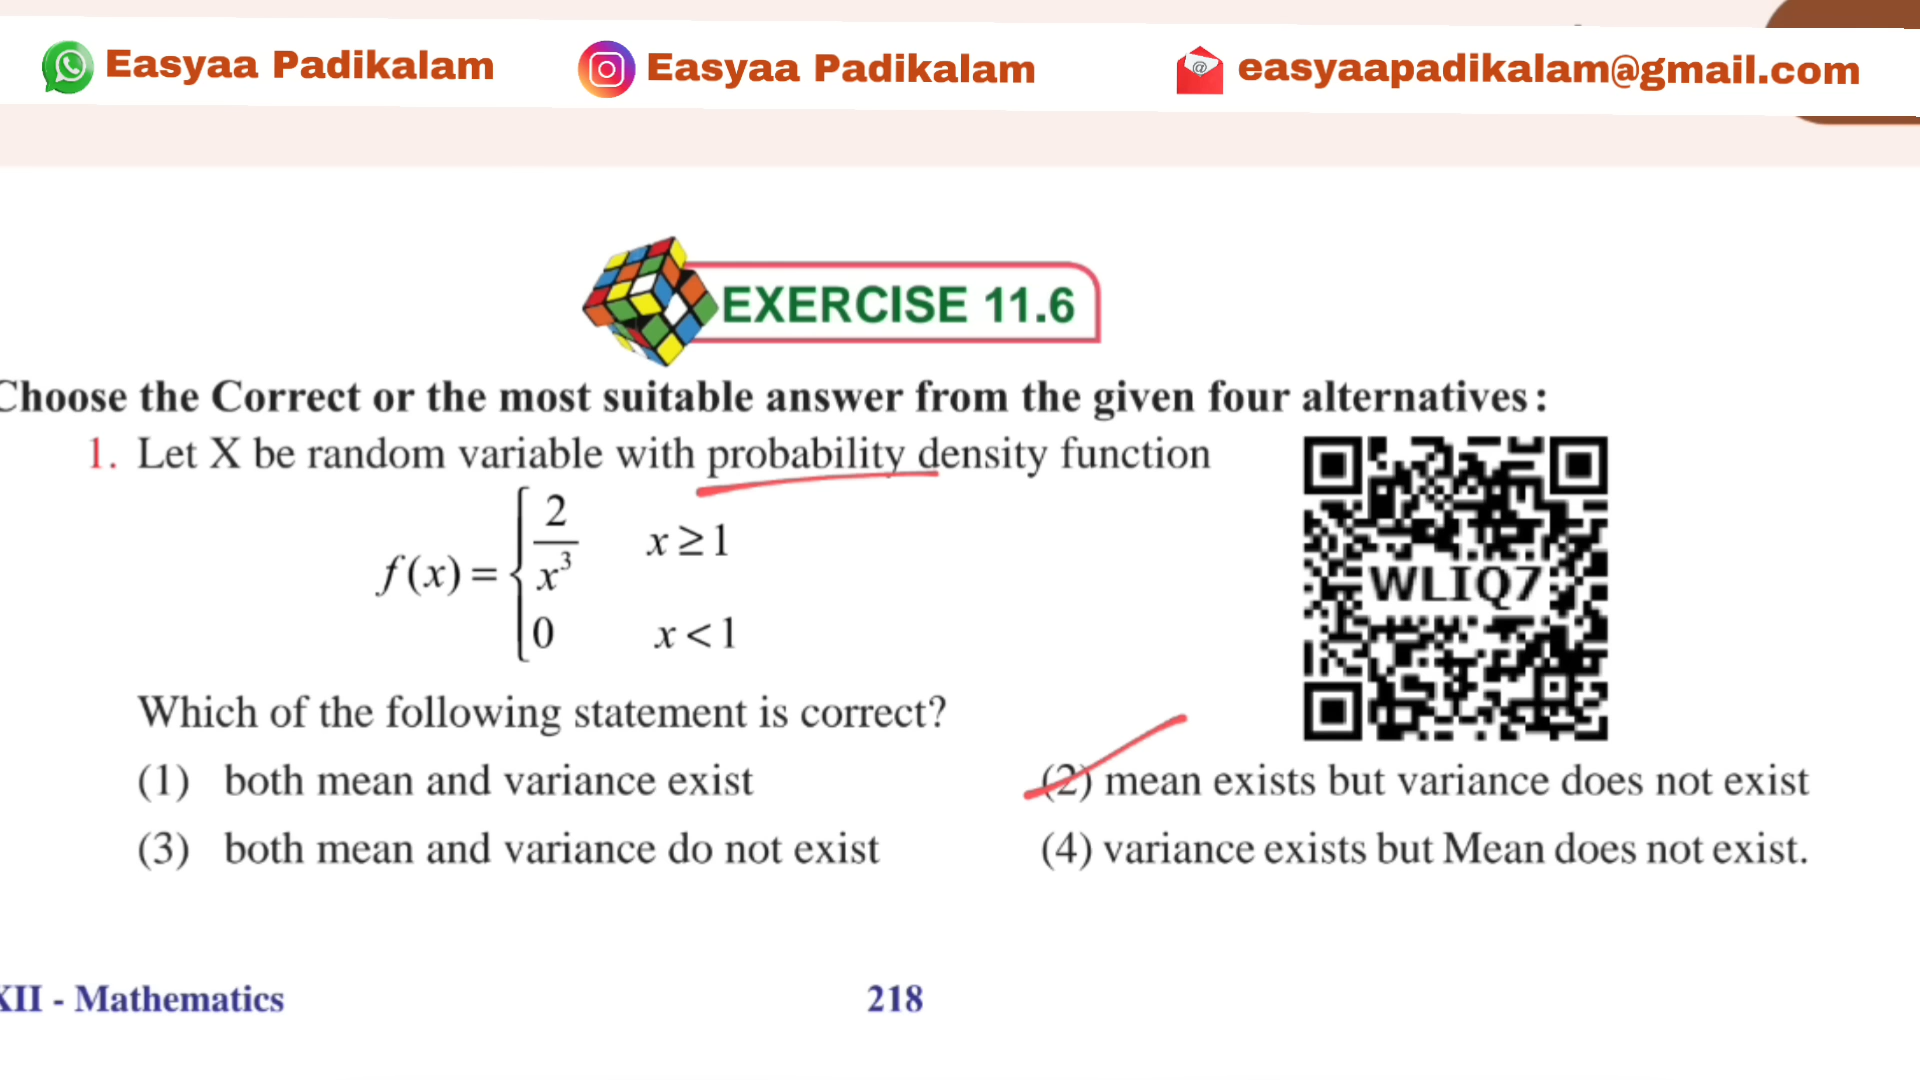 Easyaa Padikalam Easyaa Padikalam easyaapadikalam@gmail.com
EXERCISE 11.6
Choose the Correct or the most suitable answer from the given four alternatives :
1. Let X be random variable with probability density function
f(x) = { 2/x³ x ≥ 1
0 x < 1
WLIQ7
Which of the following statement is correct?
(1) both mean and variance exist (2) mean exists but variance does not exist
(3) both mean and variance do not exist (4) variance exists but Mean does not exist.
XII - Mathematics 218